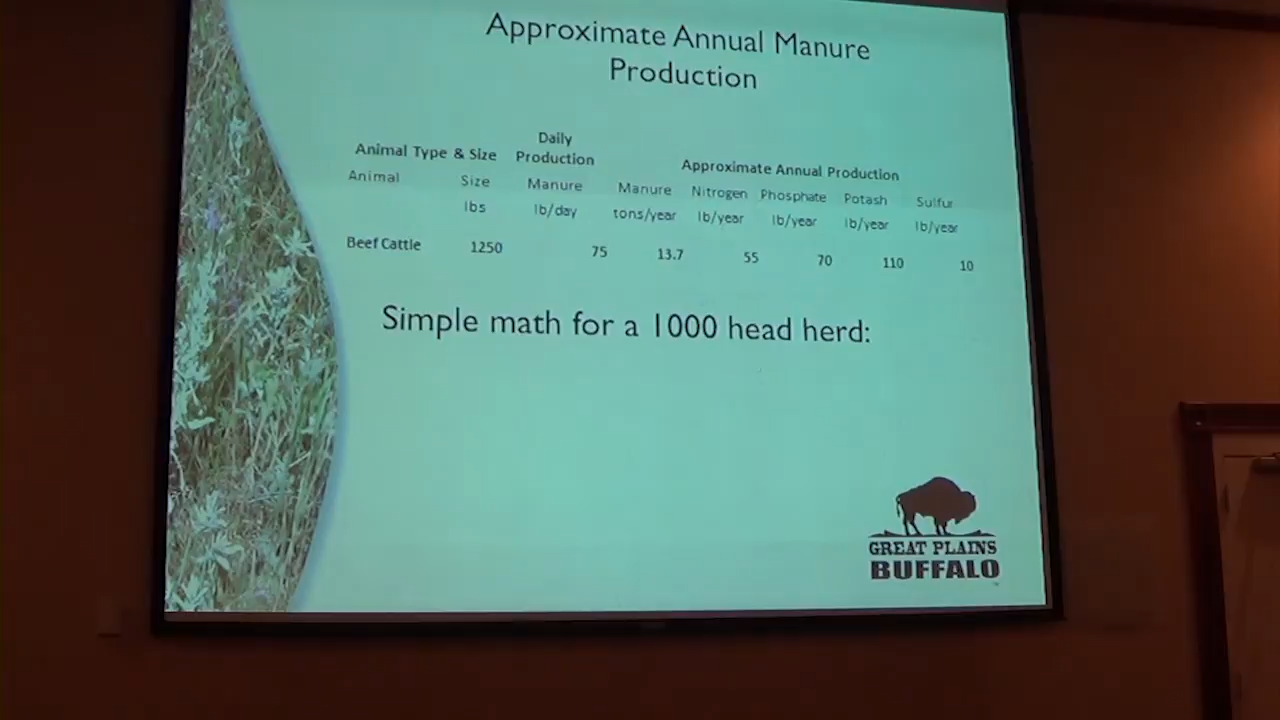 Approximate Annual Manure
Production
Daily
Animal Type & Size Production Approximate Annual Production
Animal Size Manure Manure Nitrogen Phosphate Potash Sulfur
lbs lb/day tons/year lb/year lb/year lb/year lb/year
Beef Cattle 1250 75 13.7 55 70 110 10
Simple math for a 1000 head herd:
GREAT PLAINS
BUFFALO